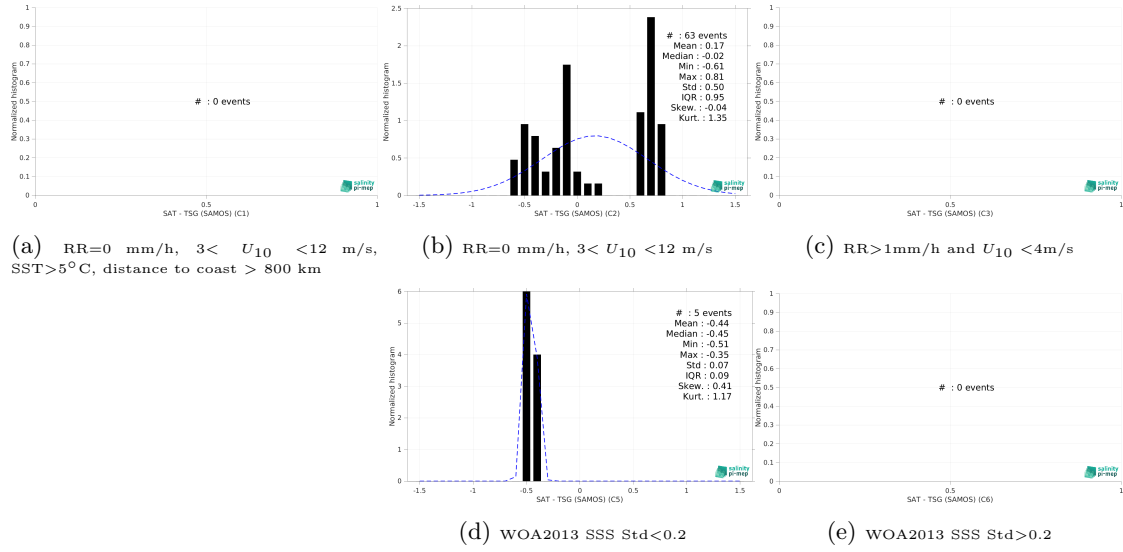 1
0.9
0.8
0.7
0.6
0.5
0.4
0.3
0.2
0.1
0
Normalized histogram
# : 0 events
0 0.5 1
SAT - TSG (SAMOS) (C1)
salinity
pi-mep
(a) RR=0 mm/h, 3< U10 <12 m/s,
SST>5°C, distance to coast > 800 km
2.5
2
1.5
1
0.5
0
Normalized histogram
# : 63 events
Mean : 0.17
Median : -0.02
Min : -0.61
Max : 0.81
Std : 0.50
IQR : 0.95
Skew. : -0.04
Kurt. : 1.35
-1.5 -1 -0.5 0 0.5 1 1.5
SAT - TSG (SAMOS) (C2)
salinity
pi-mep
(b) RR=0 mm/h, 3< U10 <12 m/s
1
0.9
0.8
0.7
0.6
0.5
0.4
0.3
0.2
0.1
0
Normalized histogram
# : 0 events
0 0.5 1
SAT - TSG (SAMOS) (C3)
salinity
pi-mep
(c) RR>1mm/h and U10 <4m/s
6
5
4
3
2
1
0
Normalized histogram
# : 5 events
Mean : -0.44
Median : -0.45
Min : -0.51
Max : -0.35
Std : 0.07
IQR : 0.09
Skew. : 0.41
Kurt. : 1.17
-1.5 -1 -0.5 0 0.5 1 1.5
SAT - TSG (SAMOS) (C5)
salinity
pi-mep
(d) WOA2013 SSS Std<0.2
1
0.9
0.8
0.7
0.6
0.5
0.4
0.3
0.2
0.1
0
Normalized histogram
# : 0 events
0 0.5 1
SAT - TSG (SAMOS) (C6)
salinity
pi-mep
(e) WOA2013 SSS Std>0.2